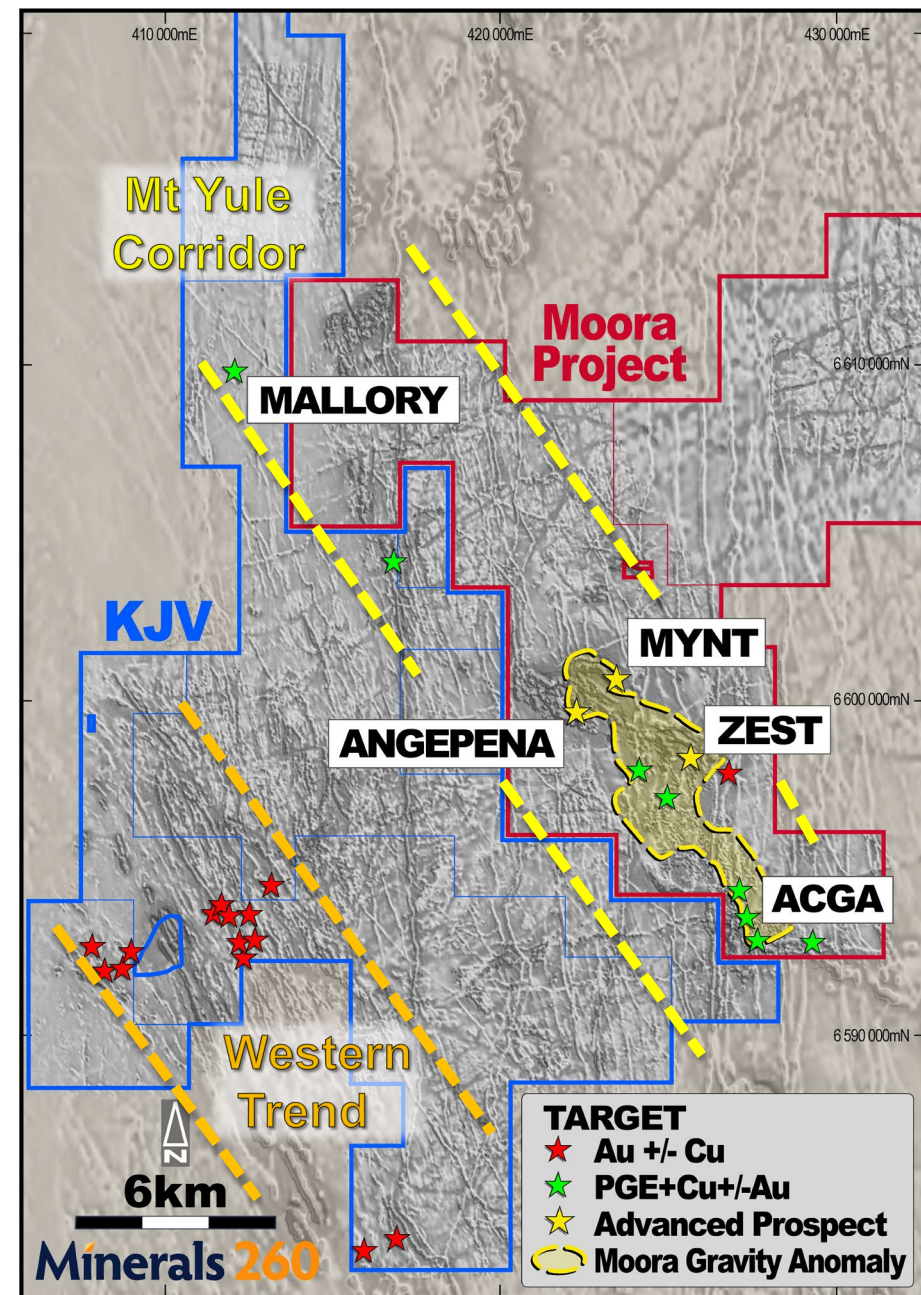 410 000mE
420 000mE
430 000mE
Mt Yule
Corridor
Moora
Project
6 610 000mN
MALLORY
KJV
MYNT
6 600 000mN
ZEST
ANGEPENA
ACGA
6 590 000mN
Western
Trend
N
6km
Minerals 260
TARGET
Au +/- Cu
PGE+Cu+/-Au
Advanced Prospect
Moora Gravity Anomaly